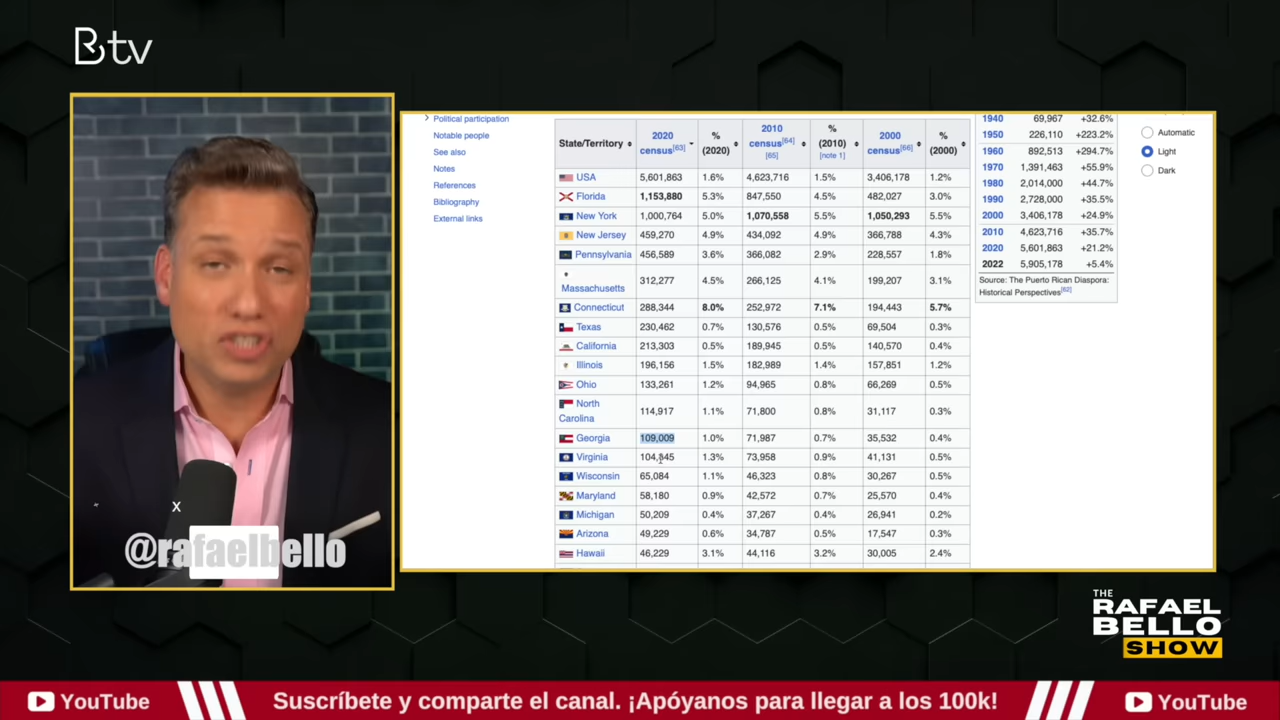 Btv
Political participation
Notable people
See also
Notes
References
Bibliography
External links
State/Territory 2020 census[63] % (2020) 2010 census[64][65] % (2010) [note 1] 2000 census[66] % (2000)
USA 5,601,863 1.6% 4,623,716 1.5% 3,406,178 1.2%
Florida 1,153,880 5.3% 847,550 4.5% 482,027 3.0%
New York 1,000,764 5.0% 1,070,558 5.5% 1,050,293 5.5%
New Jersey 459,270 4.9% 434,092 4.9% 366,788 4.3%
Pennsylvania 456,589 3.6% 366,082 2.9% 228,557 1.8%
Massachusetts 312,277 4.5% 266,125 4.1% 199,207 3.1%
Connecticut 288,344 8.0% 252,972 7.1% 194,443 5.7%
Texas 230,462 0.7% 130,576 0.5% 69,504 0.3%
California 213,303 0.5% 189,945 0.5% 140,570 0.4%
Illinois 196,156 1.5% 182,989 1.4% 157,851 1.2%
Ohio 133,261 1.2% 94,965 0.8% 66,269 0.5%
North Carolina 114,917 1.1% 71,800 0.8% 31,117 0.3%
Georgia 109,009 1.0% 71,987 0.7% 35,532 0.4%
Virginia 1.3% 73,958 0.9% 41,131 0.5%
Wisconsin 65,084 1.1% 46,323 0.8% 30,267 0.5%
Maryland 58,180 0.9% 42,572 0.7% 25,570 0.4%
Michigan 50,209 0.4% 37,267 0.4% 26,941 0.2%
Arizona 49,229 0.6% 34,787 0.5% 17,547 0.3%
Hawaii 46,229 3.1% 44,116 3.2% 30,005 2.4%
1940 69,967 +32.6%
1950 226,110 +223.2%
1960 892,513 +294.7%
1970 1,391,463 +55.9%
1980 2,014,000 +44.7%
1990 2,728,000 +35.5%
2000 3,406,178 +24.9%
2010 4,623,716 +35.7%
2020 5,601,863 +21.2%
2022 5,905,178 +5.4%
Source: The Puerto Rican Diaspora:
Historical Perspectives[62]
Automatic
Light
Dark
X
@rafaelbello
THE
RAFAEL
BELLO
SHOW
YouTube Suscríbete y comparte el canal. ¡Apóyanos para llegar a los 100k! YouTube